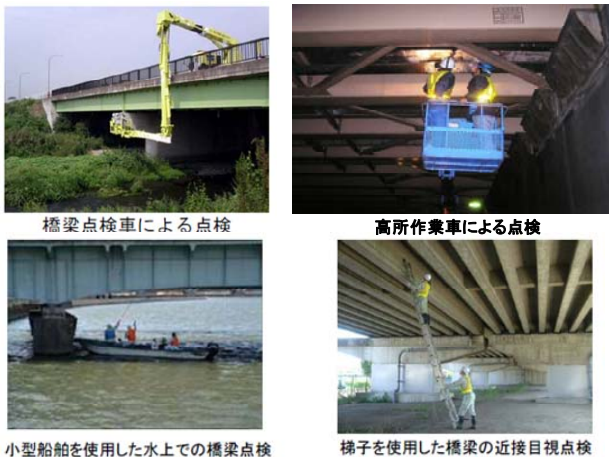 橋梁点検車による点検
高所作業車による点検
小型船舶を使用した水上での橋梁点検
梯子を使用した橋梁の近接目視点検